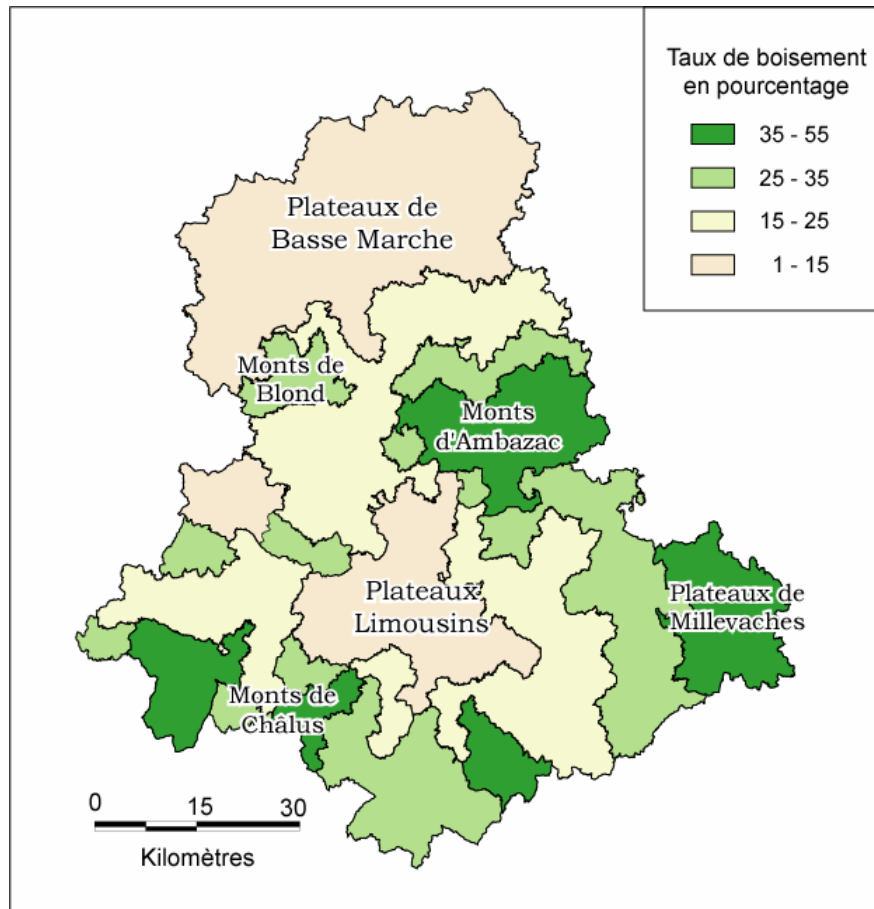 Taux de boisement
en pourcentage
35 - 55
25 - 35
15 - 25
1 - 15
Plateaux de
Basse Marche
Monts de
Blond
Monts
d'Ambazac
Plateaux
Limousins
Plateaux de
Millevaches
Monts de
Châlus
0 15 30
Kilomètres